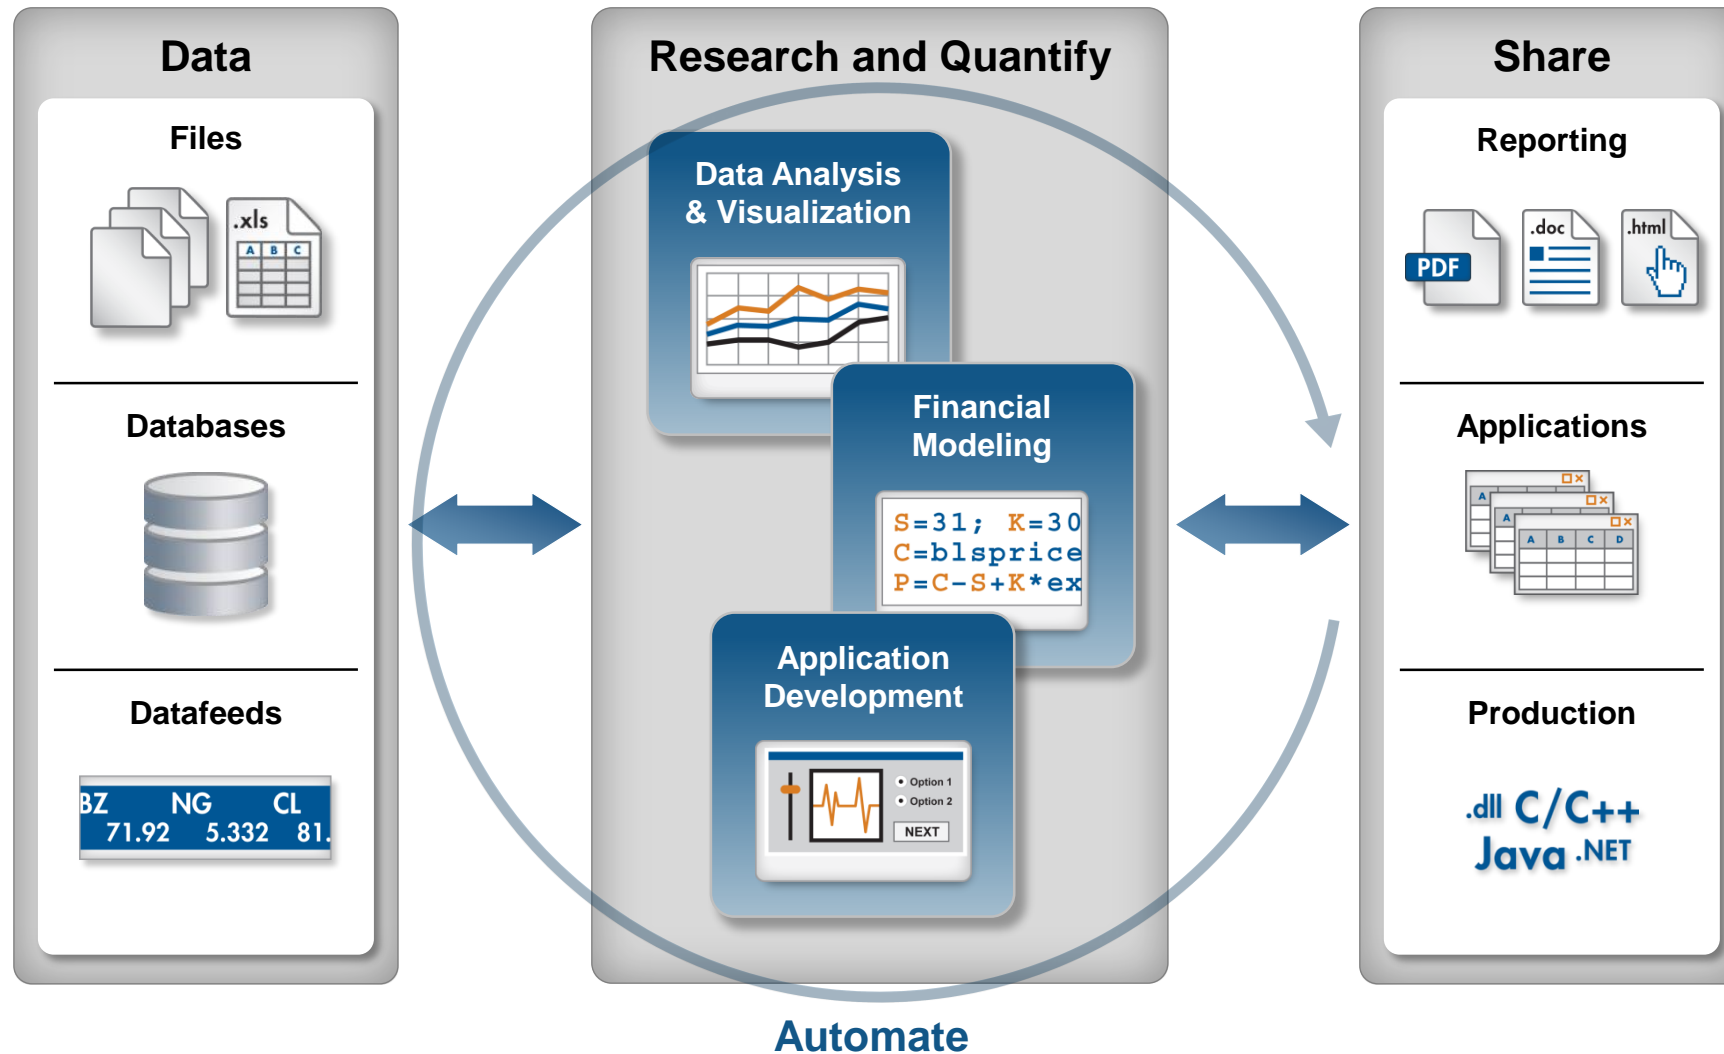 Data
Files
.xls
A B C
Databases
Datafeeds
BZ NG CL
71.92 5.332 81.
Research and Quantify
Data Analysis
& Visualization
Financial
Modeling
S=31; K=30
C=blsprice
P=C-S+K*ex
Application
Development
Option 1
Option 2
NEXT
Automate
Share
Reporting
PDF
.doc
.html
Applications
A
A
A B C D
Production
.dll C/C++
Java .NET